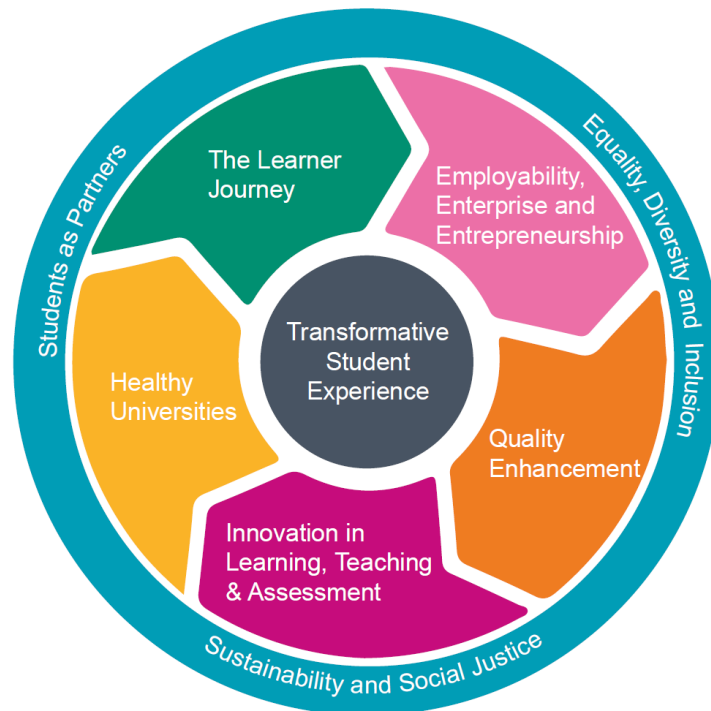 Students as Partners
Equality, Diversity and Inclusion
The Learner
Journey
Employability,
Enterprise and
Entrepreneurship
Transformative
Student
Experience
Healthy
Universities
Quality
Enhancement
Innovation in
Learning, Teaching
& Assessment
Sustainability and Social Justice